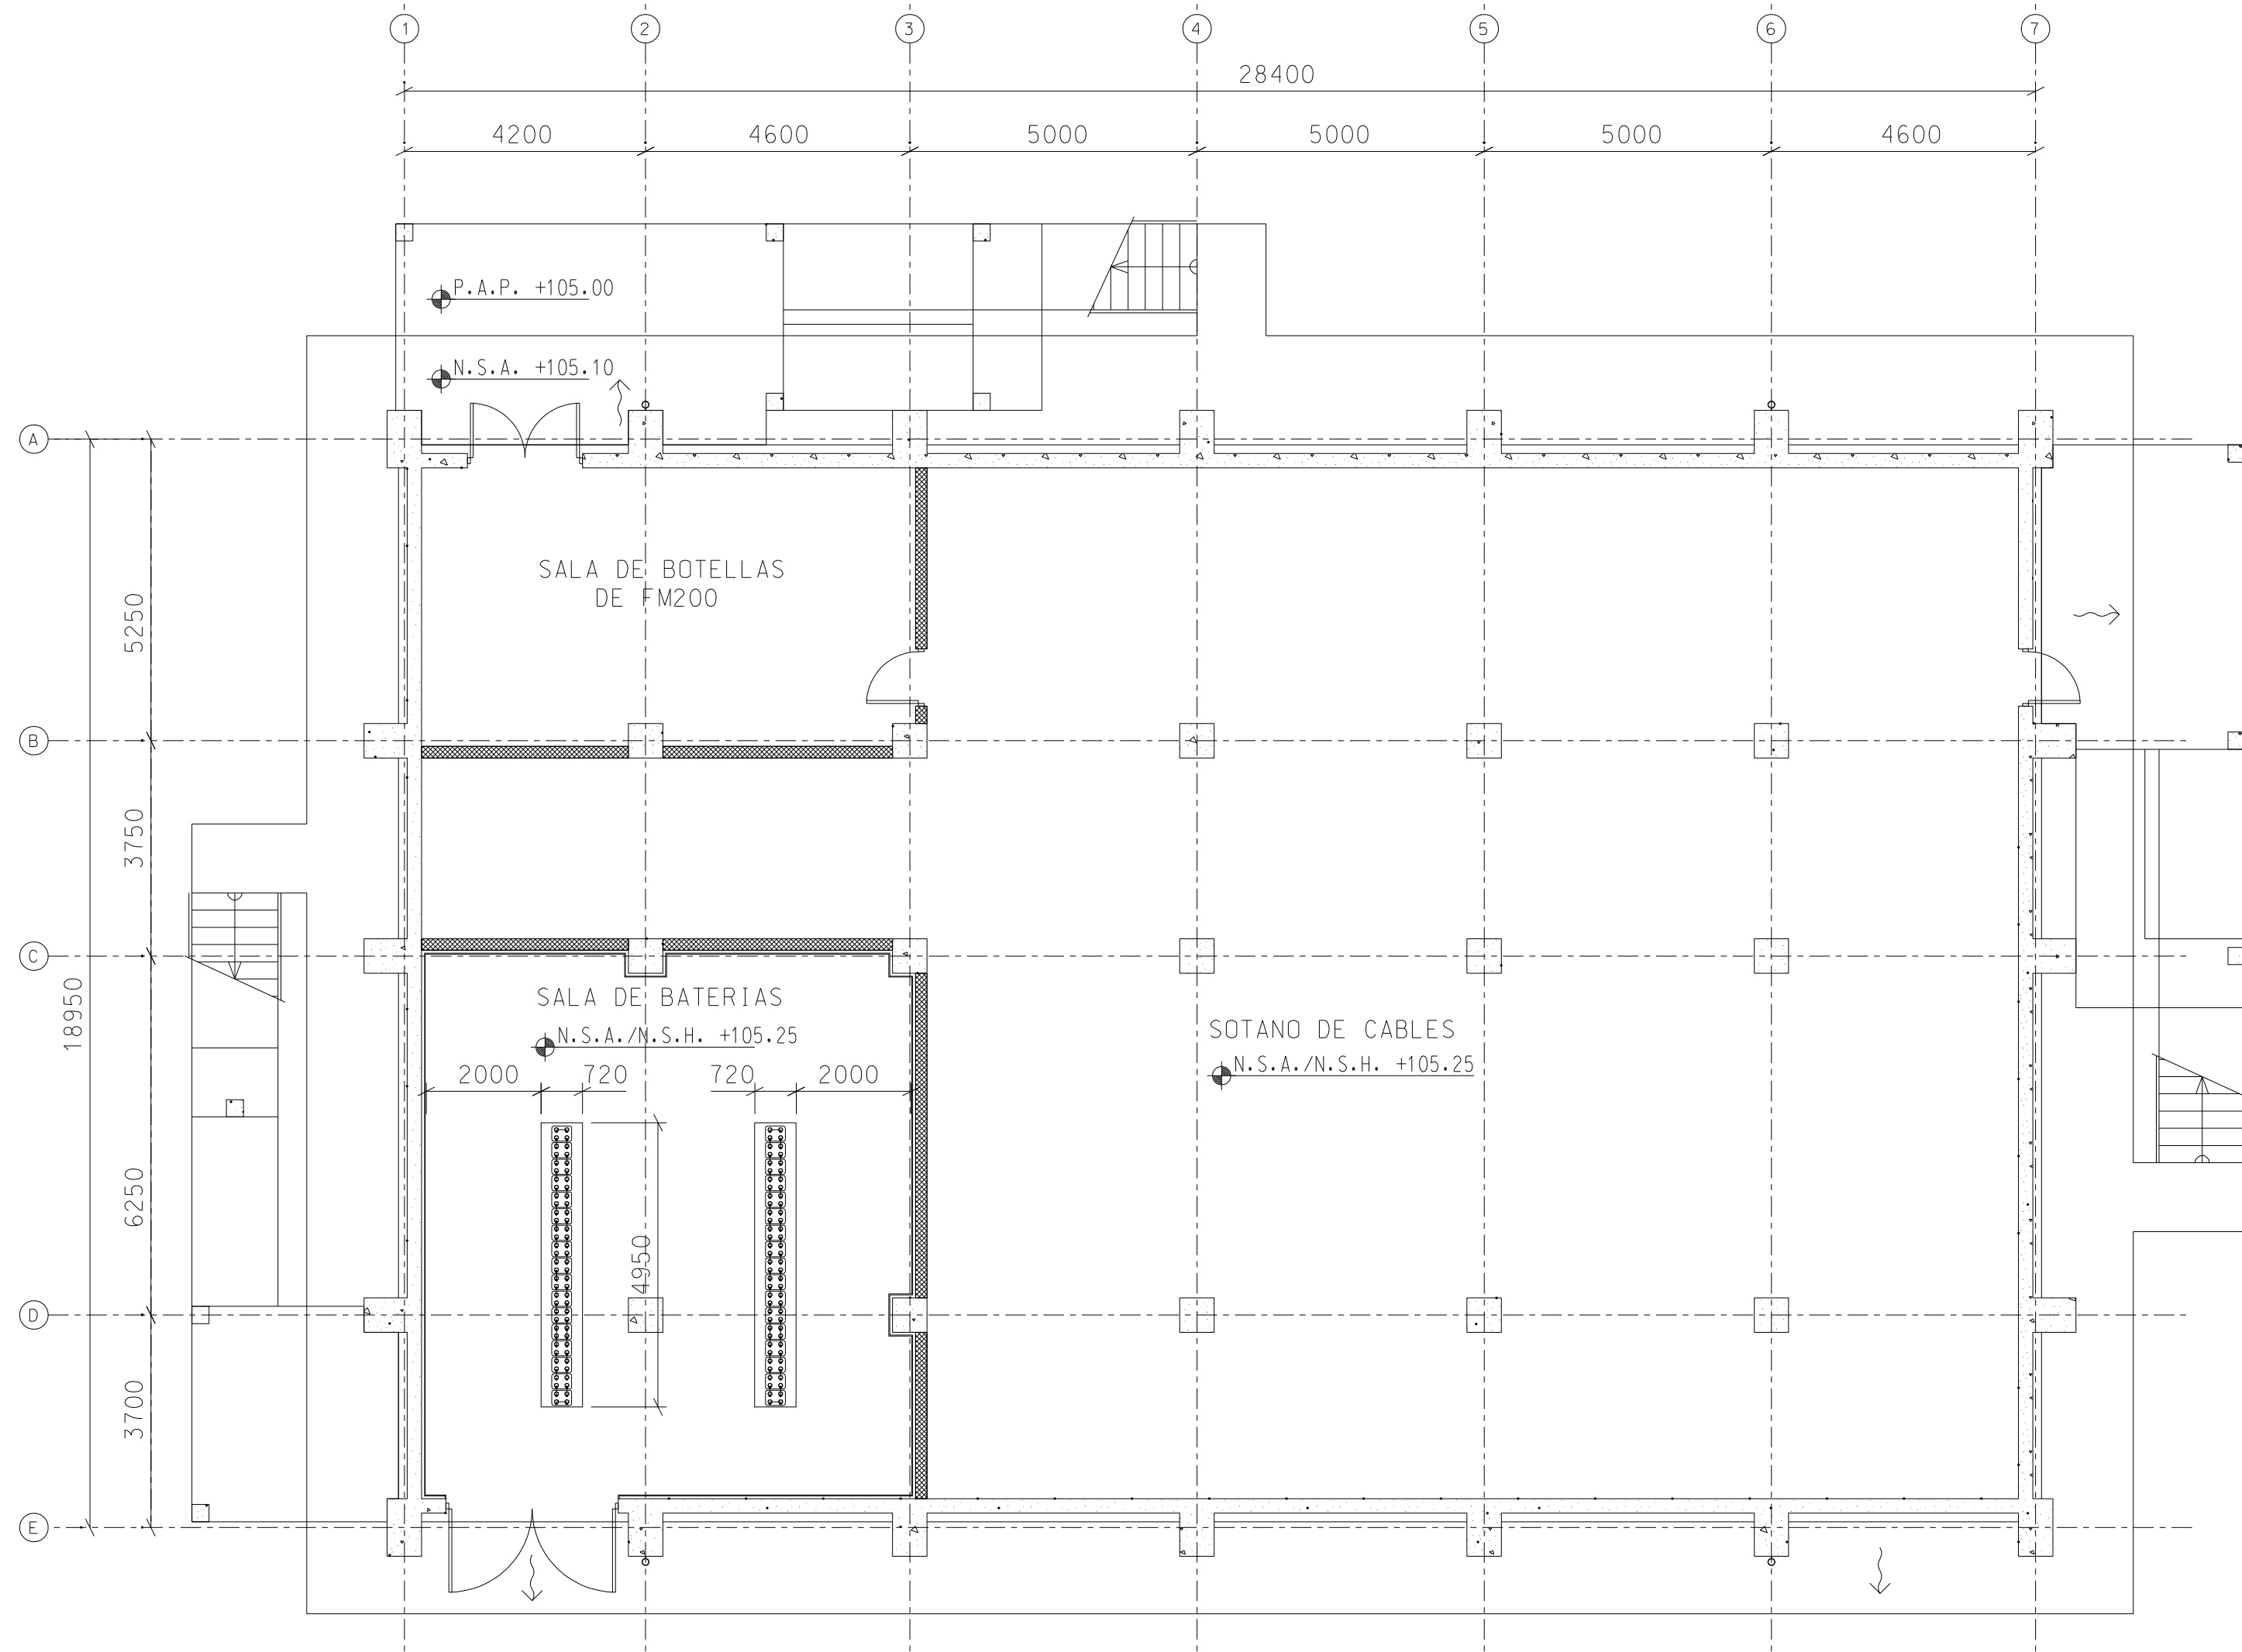 1 2 3 4 5 6 7
28400
4200 4600 5000 5000 5000 4600
P.A.P. +105.00
N.S.A. +105.10
A
SALA DE BOTELLAS
DE FM200
5250
B
3750
C
18950
SALA DE BATERIAS
N.S.A./N.S.H. +105.25
SOTANO DE CABLES
N.S.A./N.S.H. +105.25
2000 720 720 2000
6250
4950
D
3700
E